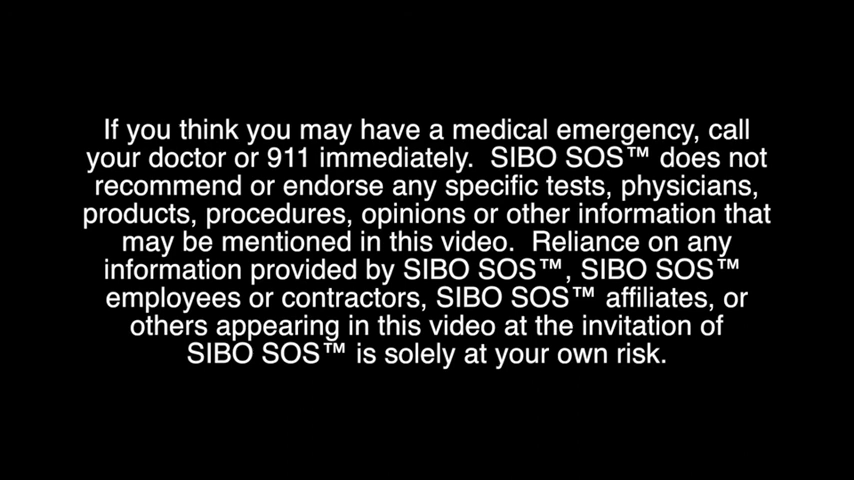 If you think you may have a medical emergency, call
your doctor or 911 immediately.  SIBO SOS™ does not
recommend or endorse any specific tests, physicians,
products, procedures, opinions or other information that
may be mentioned in this video.  Reliance on any
information provided by SIBO SOS™, SIBO SOS™
employees or contractors, SIBO SOS™ affiliates, or
others appearing in this video at the invitation of
SIBO SOS™ is solely at your own risk.